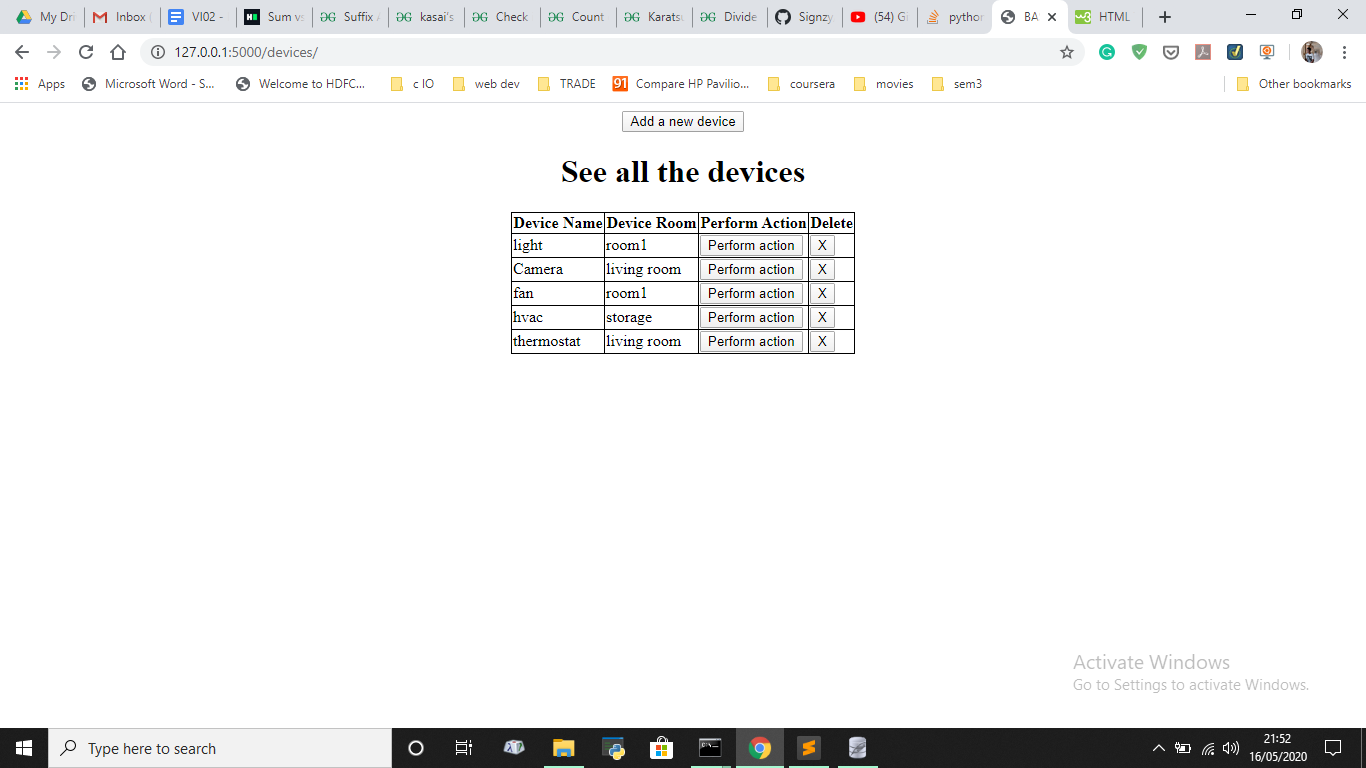 My Dri
Inbox (
VI02 -
Sum vs
Suffix A
kasai's
Check
Count
Karatsu
Divide
Signzy
(54) Gi
python
BA
HTML
127.0.0.1:5000/devices/
Apps
Microsoft Word - S...
Welcome to HDFC...
c IO
web dev
TRADE
91
Compare HP Pavilio...
coursera
movies
sem3
Other bookmarks
Add a new device
See all the devices
Device Name Device Room Perform Action Delete
light room1 Perform action X
Camera living room Perform action X
fan room1 Perform action X
hvac storage Perform action X
thermostat living room Perform action X
Activate Windows
Go to Settings to activate Windows.
Type here to search
21:52
16/05/2020